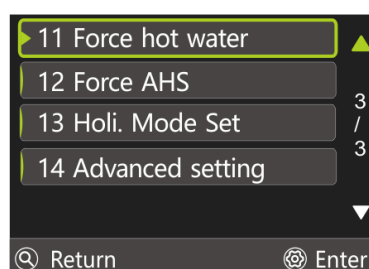 11 Force hot water
12 Force AHS
13 Holi. Mode Set
14 Advanced setting
3
/
3
Return
Enter